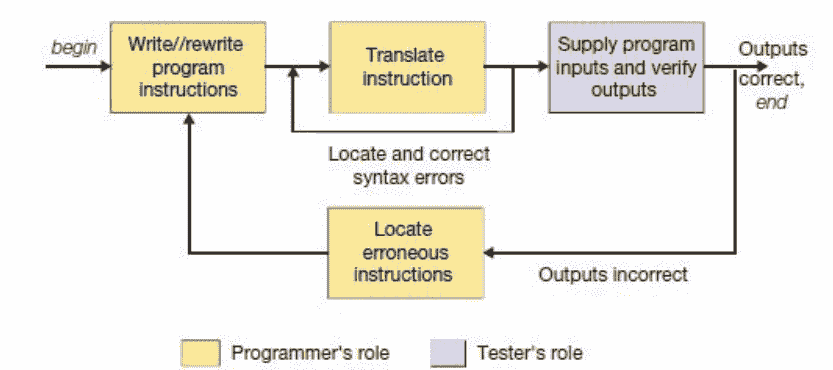 begin
Write//rewrite
program
instructions
Translate
instruction
Supply program
inputs and verify
outputs
Outputs
correct,
end
Locate and correct
syntax errors
Locate
erroneous
instructions
Outputs incorrect
Programmer's role
Tester's role